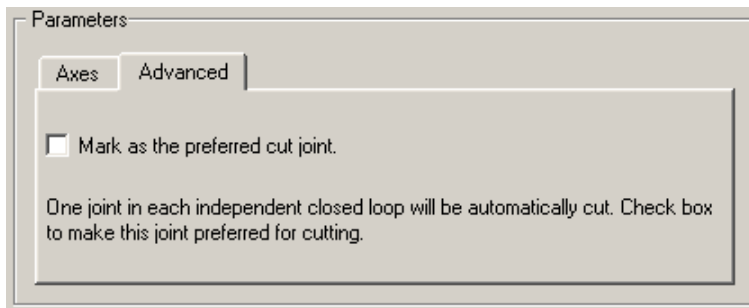 Parameters
Axes Advanced
Mark as the preferred cut joint.
One joint in each independent closed loop will be automatically cut. Check box
to make this joint preferred for cutting.